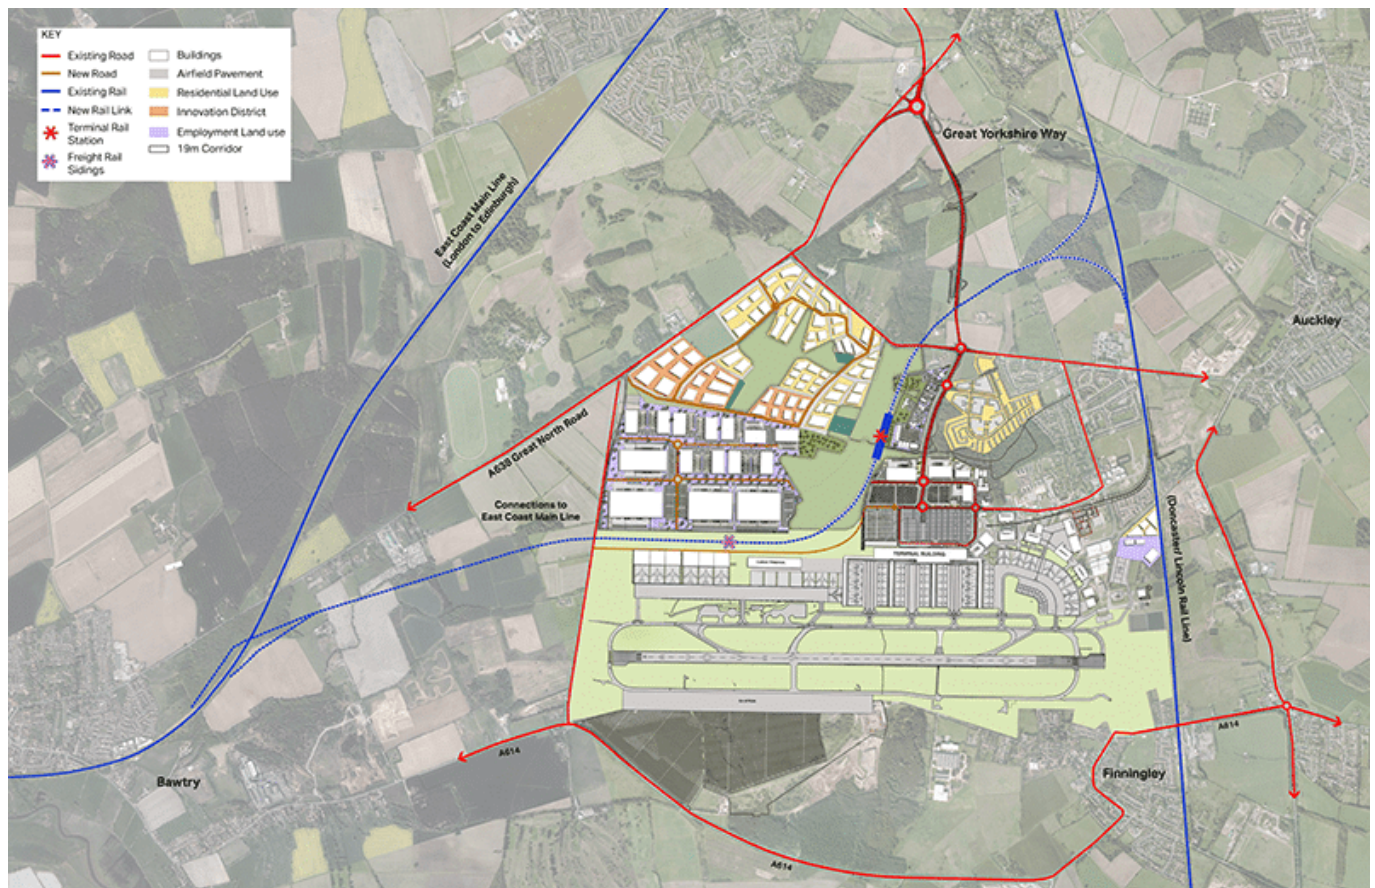 KEY
Existing Road
New Road
Existing Rail
New Rail Link
Terminal Rail
Station
Freight Rail
Sidings
Buildings
Airfield Pavement
Residential Land Use
Innovation District
Employment Land use
19m Corridor
Great Yorkshire Way
East Coast Main Line
(London to Edinburgh)
Auckley
A638 Great North Road
Connections to
East Coast Main Line
TERMINAL BUILDING
(Doncaster/ Lincoln Rail Line)
A614
A614
Bawtry
Finningley
A614